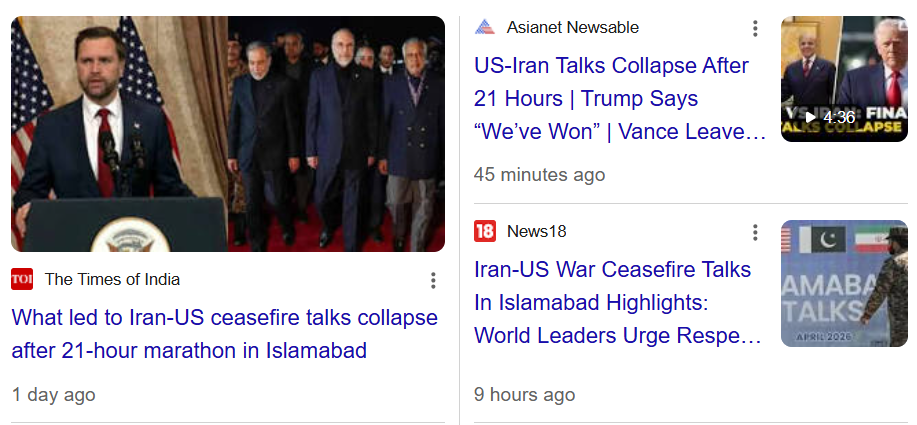 TOI The Times of India
What led to Iran-US ceasefire talks collapse
after 21-hour marathon in Islamabad
1 day ago
Asianet Newsable
US-Iran Talks Collapse After
21 Hours | Trump Says
“We’ve Won” | Vance Leave…
45 minutes ago
FINA
4:36
ALKS COLLAPSE
18 News18
Iran-US War Ceasefire Talks
In Islamabad Highlights:
World Leaders Urge Respe…
9 hours ago
AMABA
TALKS
APRIL 2026